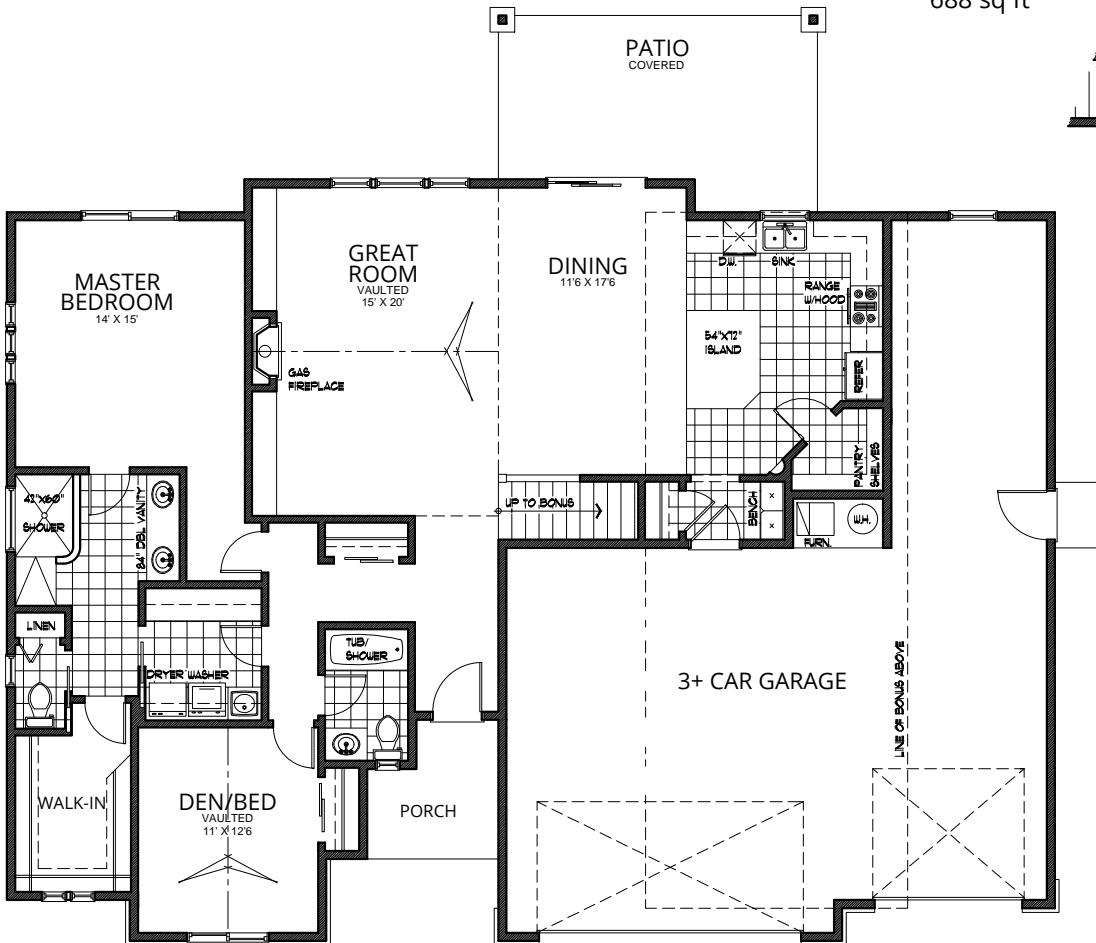 688 sq ft
PATIO
COVERED
GREAT
ROOM
VAULTED
15' X 20'
DINING
11'6 X 17'6
D.W.
SINK
RANGE
W/HOOD
MASTER
BEDROOM
14' X 15'
54"x72"
ISLAND
GAS
FIREPLACE
REFER
PANTRY
SHELVES
42"x60"
SHOWER
84" DBL VANITY
UP TO BONUS
BENCH
FURN.
W.H.
LINEN
TUB/
SHOWER
DRYER WASHER
3+ CAR GARAGE
LINE OF BONUS ABOVE
WALK-IN
DEN/BED
VAULTED
11' X 12'6
PORCH